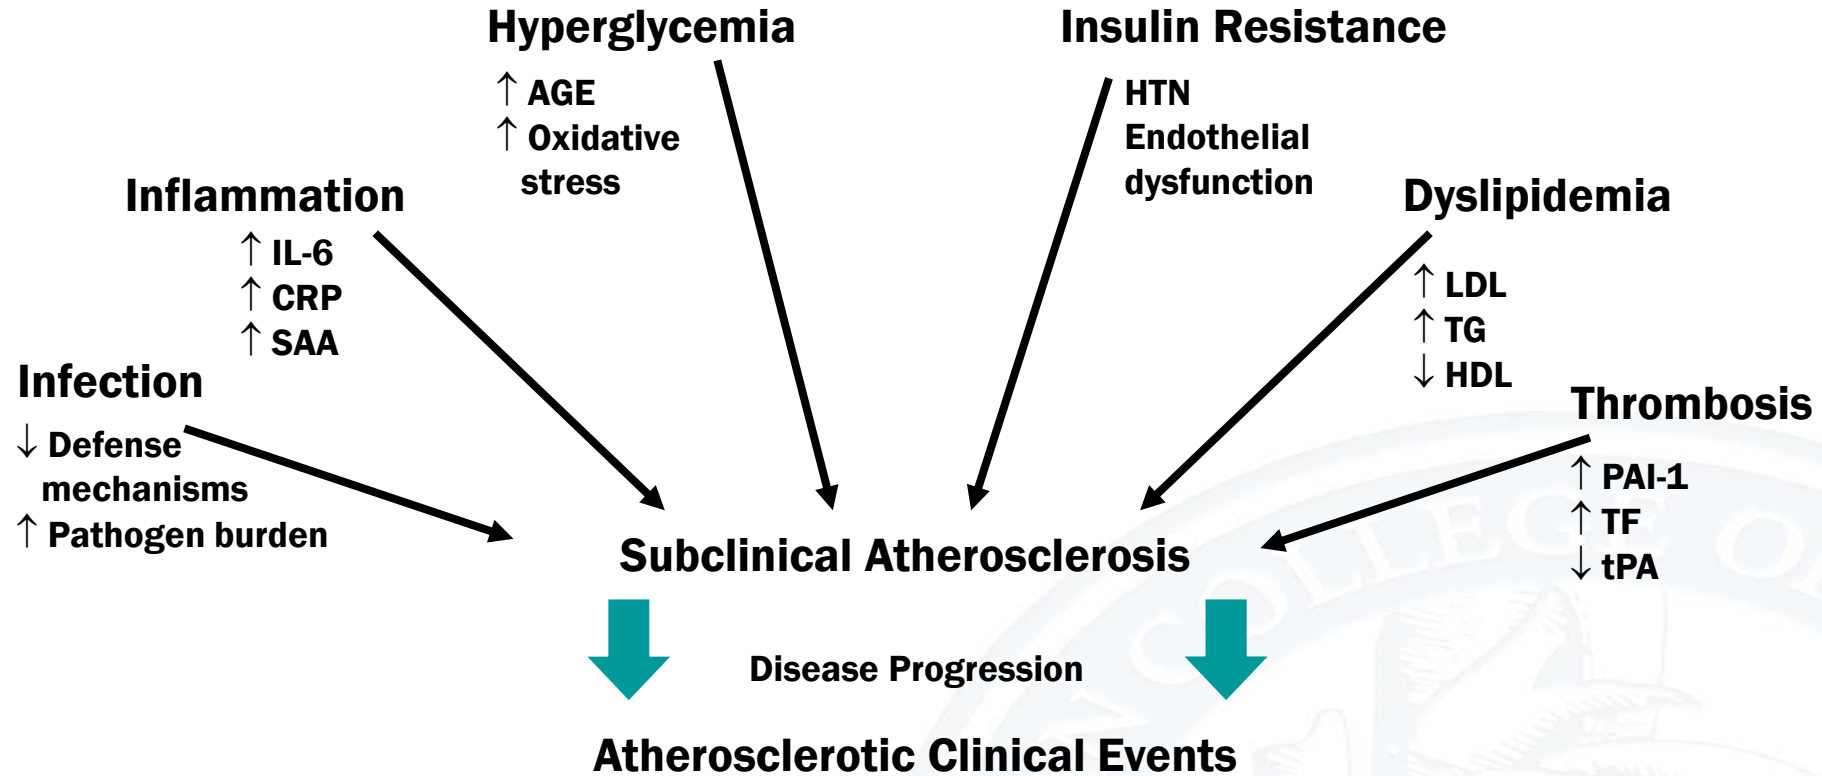 Hyperglycemia
↑ AGE
↑ Oxidative
stress
Insulin Resistance
HTN
Endothelial
dysfunction
Inflammation
↑ IL-6
↑ CRP
↑ SAA
Dyslipidemia
↑ LDL
↑ TG
↓ HDL
Infection
↓ Defense
mechanisms
↑ Pathogen burden
Thrombosis
↑ PAI-1
↑ TF
↓ tPA
Subclinical Atherosclerosis
Disease Progression
Atherosclerotic Clinical Events
COLLEGE O